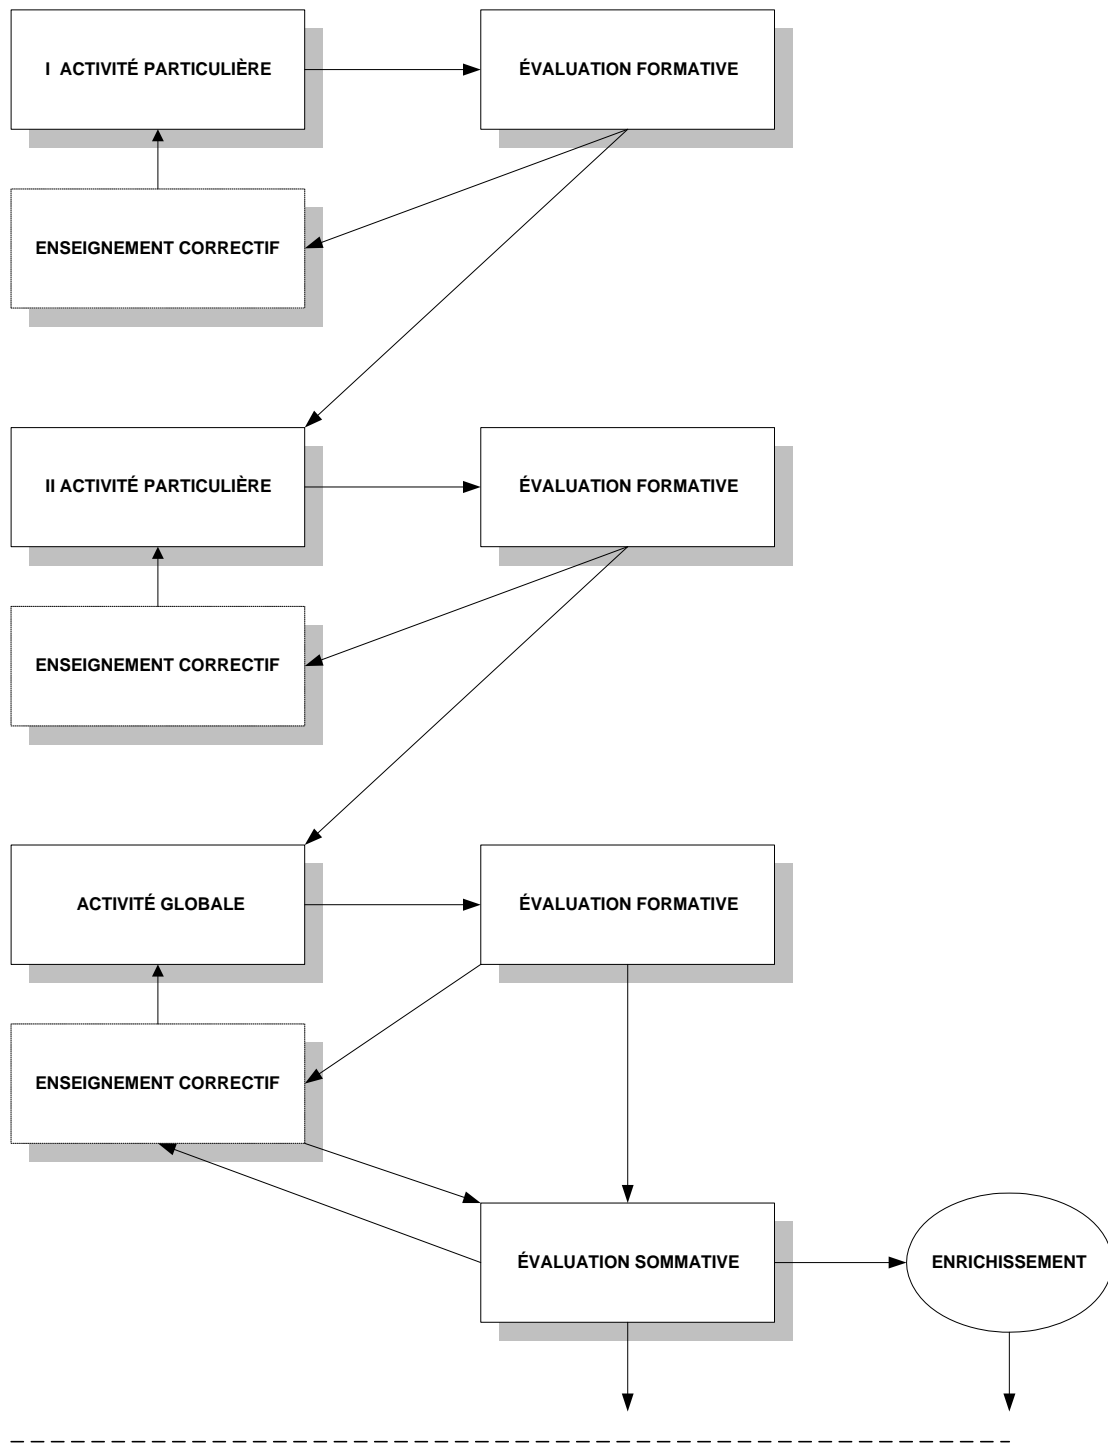 I ACTIVITÉ PARTICULIÈRE
ÉVALUATION FORMATIVE
ENSEIGNEMENT CORRECTIF
II ACTIVITÉ PARTICULIÈRE
ÉVALUATION FORMATIVE
ENSEIGNEMENT CORRECTIF
ACTIVITÉ GLOBALE
ÉVALUATION FORMATIVE
ENSEIGNEMENT CORRECTIF
ÉVALUATION SOMMATIVE
ENRICHISSEMENT